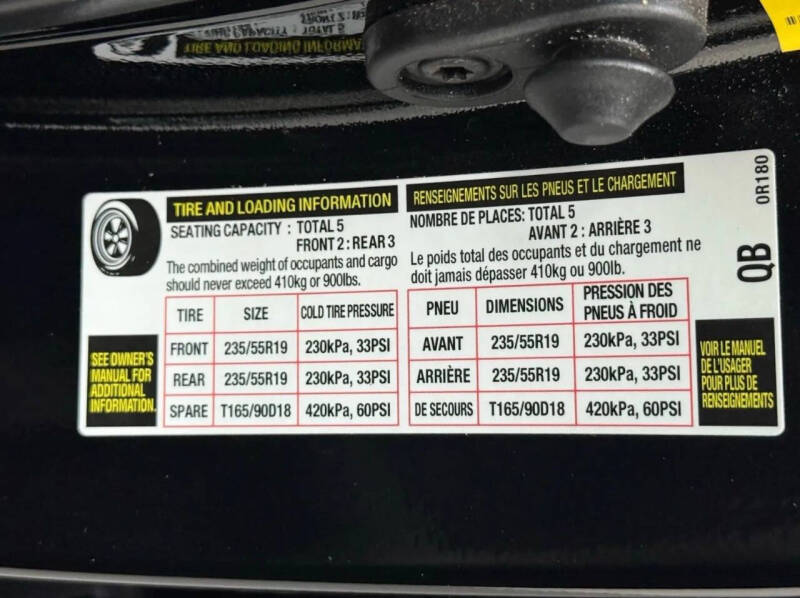 TIRE AND LOADING INFORMATION
SEATING CAPACITY : TOTAL 5
FRONT 2 : REAR 3
The combined weight of occupants and cargo
should never exceed 410kg or 900lbs.
TIRE SIZE COLD TIRE PRESSURE
FRONT 235/55R19 230kPa, 33PSI
REAR 235/55R19 230kPa, 33PSI
SPARE T165/90D18 420kPa, 60PSI
SEE OWNER'S
MANUAL FOR
ADDITIONAL
INFORMATION.
RENSEIGNEMENTS SUR LES PNEUS ET LE CHARGEMENT
NOMBRE DE PLACES: TOTAL 5
AVANT 2 : ARRIÈRE 3
Le poids total des occupants et du chargement ne
doit jamais dépasser 410kg ou 900lb.
PNEU DIMENSIONS PRESSION DES
PNEUS À FROID
AVANT 235/55R19 230kPa, 33PSI
ARRIÈRE 235/55R19 230kPa, 33PSI
DE SECOURS T165/90D18 420kPa, 60PSI
VOIR LE MANUEL
DE L'USAGER
POUR PLUS DE
RENSEIGNEMENTS
QB
0R180